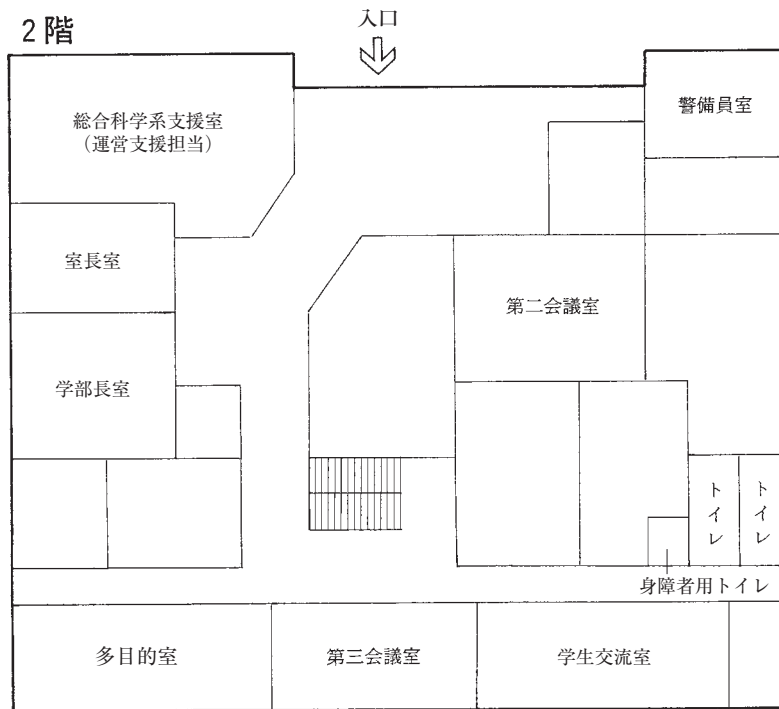 2階
入口
総合科学系支援室
（運営支援担当）
警備員室
室長室
第二会議室
学部長室
トイレ
トイレ
身障者用トイレ
多目的室
第三会議室
学生交流室